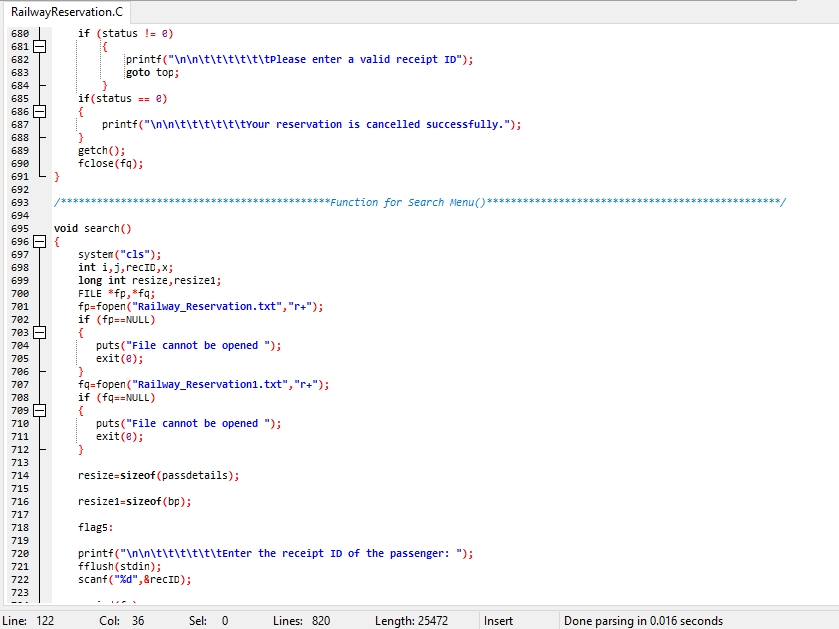 RailwayReservation.C
680 if (status != 0)
681 {
682 printf("\n\n\t\t\t\t\t\tPlease enter a valid receipt ID");
683 goto top;
684 }
685 if(status == 0)
686 {
687 printf("\n\n\t\t\t\t\t\tYour reservation is cancelled successfully.");
688 }
689 getch();
690 fclose(fq);
691 }
692
693 /*********************************************Function for Search Menu()*************************************************/
694
695 void search()
696 {
697 system("cls");
698 int i,j,recID,x;
699 long int resize,resize1;
700 FILE *fp,*fq;
701 fp=fopen("Railway_Reservation.txt","r+");
702 if (fp==NULL)
703 {
704 puts("File cannot be opened ");
705 exit(0);
706 }
707 fq=fopen("Railway_Reservation1.txt","r+");
708 if (fq==NULL)
709 {
710 puts("File cannot be opened ");
711 exit(0);
712 }
713
714 resize=sizeof(passdetails);
715
716 resize1=sizeof(bp);
717
718 flag5:
719
720 printf("\n\n\t\t\t\t\t\tEnter the receipt ID of the passenger: ");
721 fflush(stdin);
722 scanf("%d",&recID);
723
Line: 122 Col: 36 Sel: 0 Lines: 820 Length: 25472 Insert Done parsing in 0.016 seconds